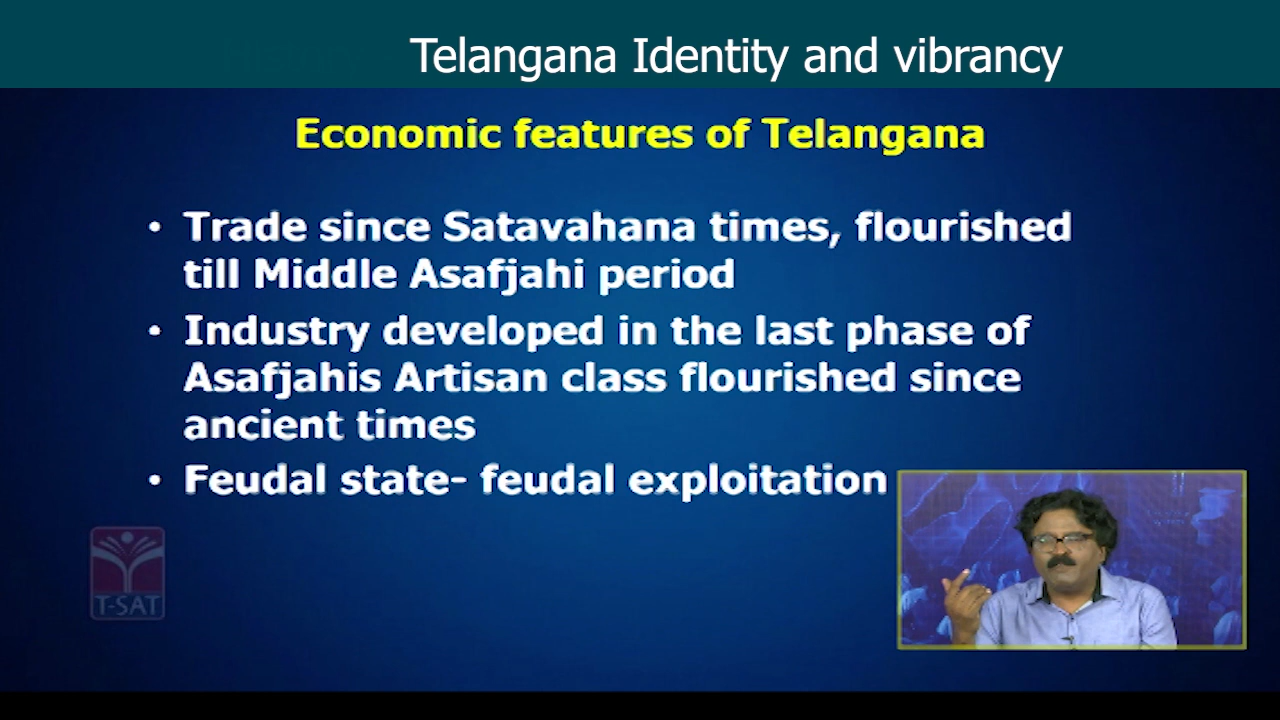 History - Telangana Identity and vibrancy
Economic features of Telangana
• Trade since Satavahana times, flourished
till Middle Asafjahi period
• Industry developed in the last phase of
Asafjahis Artisan class flourished since
ancient times
• Feudal state- feudal exploitation
T-SAT